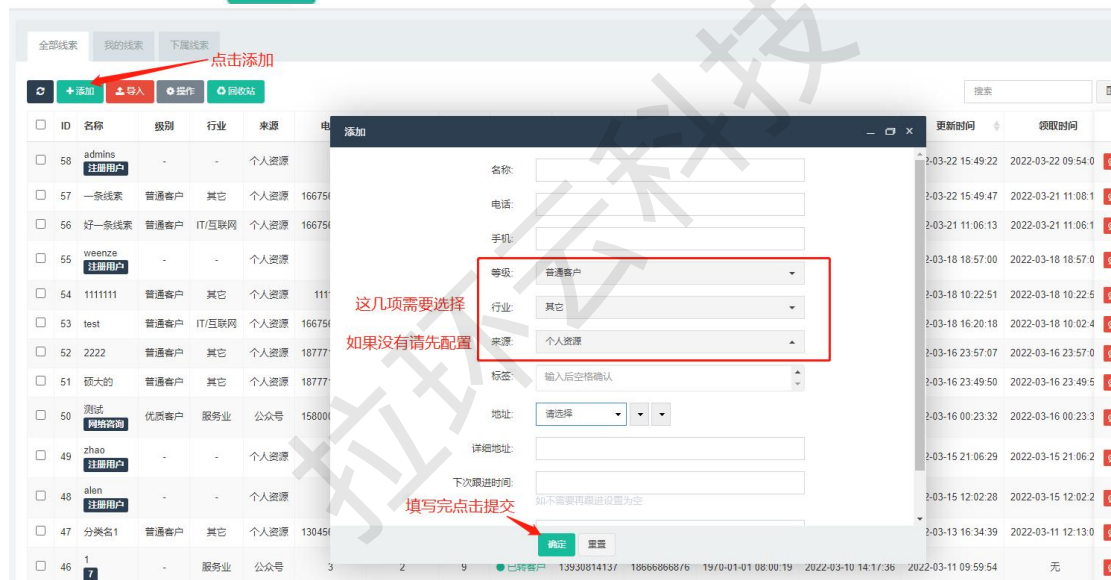 全部线索 我的线索 下属线索
点击添加
添加 导入 操作 回收站 搜索
ID 名称 级别 行业 来源 电 更新时间 领取时间
添加
58 admins - - 个人资源 2-03-22 15:49:22 2022-03-22 09:54:0
注册用户
名称:
57 一条线索 普通客户 其它 个人资源 166756 2-03-22 15:49:47 2022-03-21 11:08:1
电话:
56 好一条线索 普通客户 IT/互联网 个人资源 166756 2-03-21 11:06:13 2022-03-21 11:06:1
手机:
55 weenze - - 个人资源 2-03-18 18:57:00 2022-03-18 18:57:0
注册用户
等级: 普通客户
54 1111111 普通客户 其它 个人资源 111 2-03-18 10:22:51 2022-03-18 10:22:5
这几项需要选择
行业: 其它
53 test 普通客户 IT/互联网 个人资源 166756 2-03-18 16:20:18 2022-03-18 10:02:4
如果没有请先配置
来源: 个人资源
52 2222 普通客户 其它 个人资源 18777 2-03-16 23:57:07 2022-03-16 23:57:0
标签: 输入后空格确认
51 硕大的 普通客户 其它 个人资源 18777 2-03-16 23:49:50 2022-03-16 23:49:5
50 测试 优质客户 服务业 公众号 158000 2-03-16 00:23:32 2022-03-16 00:23:3
网络咨询
地址: 请选择
49 zhao - - 个人资源 2-03-15 21:06:29 2022-03-15 21:06:2
注册用户
详细地址:
下次跟进时间:
如不需要再跟进设置为空
48 alen - - 个人资源 2-03-15 12:02:28 2022-03-15 12:02:2
注册用户
填写完点击提交
47 分类名1 普通客户 其它 个人资源 130456 2-03-13 16:34:39 2022-03-11 12:13:0
确定 重置
46 1 - 服务业 公众号 3 2 9 已转客户 13930814137 18666866876 1970-01-01 08:00:19 2022-03-10 14:17:36 2022-03-11 09:59:54 无
7
拉环云科技